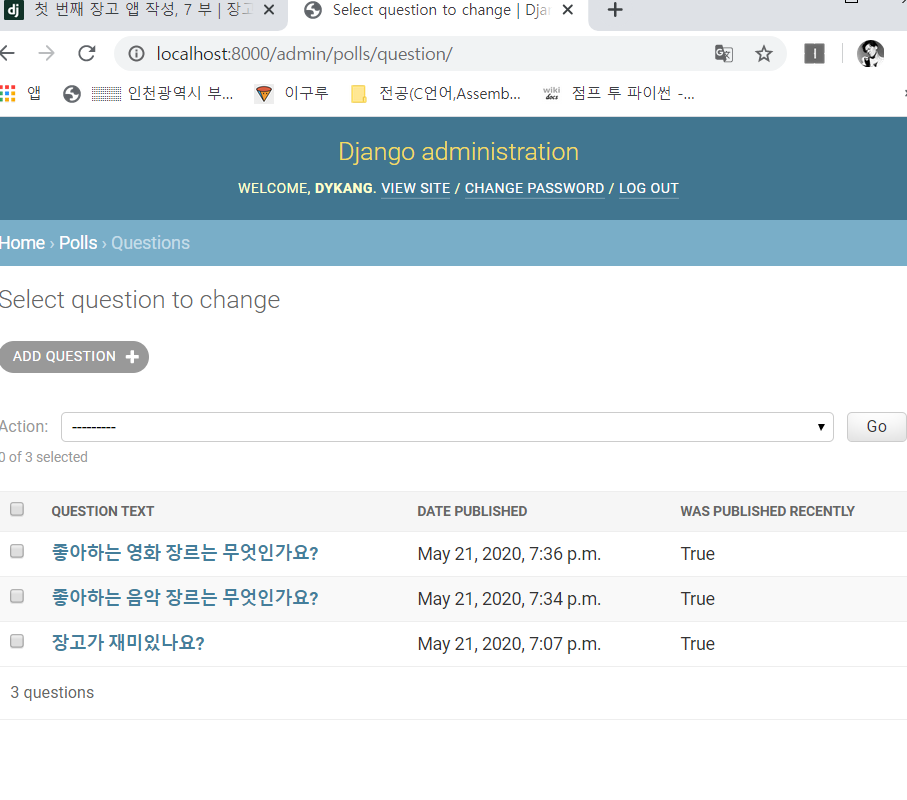 dj 첫 번째 장고 앱 작성, 7 부 | 장고 Select question to change | Djan
localhost:8000/admin/polls/question/
앱 인천광역시 부... 이구루 전공(C언어,Assemb... wiki docs 점프 투 파이썬 -...
Django administration
WELCOME, DYKANG. VIEW SITE / CHANGE PASSWORD / LOG OUT
Home › Polls › Questions
Select question to change
ADD QUESTION +
Action: --------- Go
0 of 3 selected
QUESTION TEXT DATE PUBLISHED WAS PUBLISHED RECENTLY
좋아하는 영화 장르는 무엇인가요? May 21, 2020, 7:36 p.m. True
좋아하는 음악 장르는 무엇인가요? May 21, 2020, 7:34 p.m. True
장고가 재미있나요? May 21, 2020, 7:07 p.m. True
3 questions